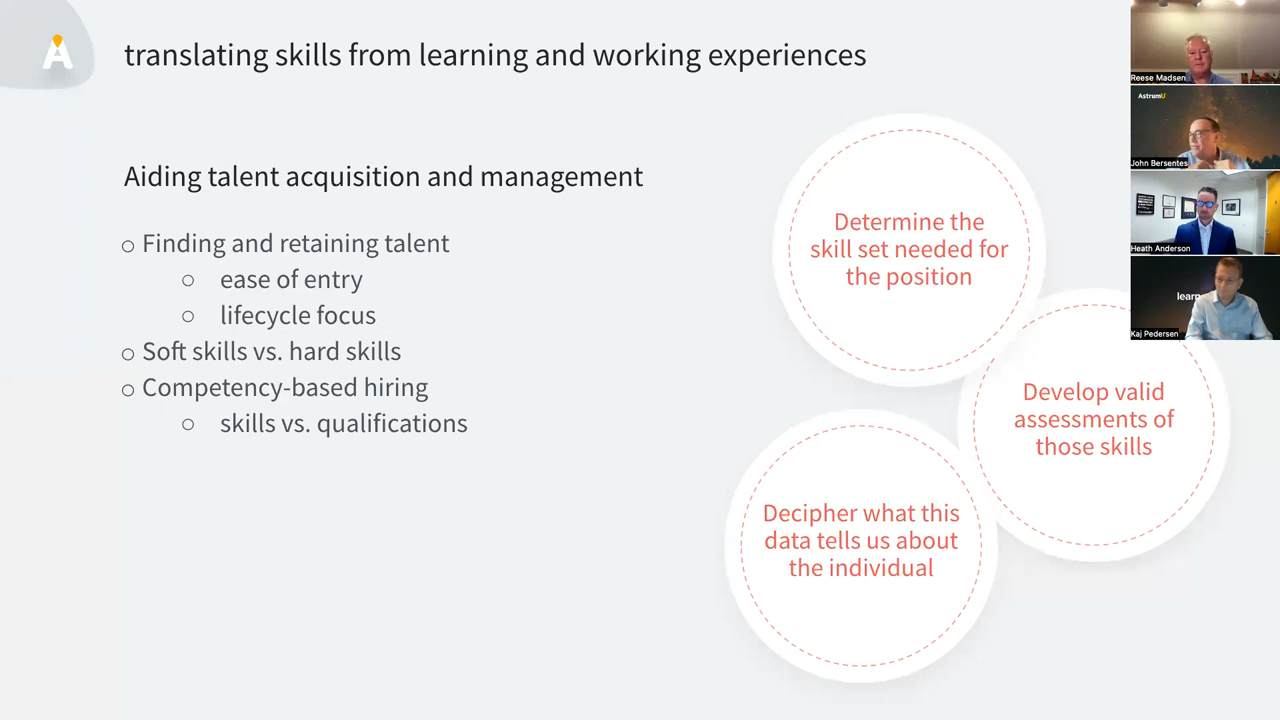 translating skills from learning and working experiences
Aiding talent acquisition and management
Finding and retaining talent
ease of entry
lifecycle focus
Soft skills vs. hard skills
Competency-based hiring
skills vs. qualifications
Determine the
skill set needed for
the position
Develop valid
assessments of
those skills
Decipher what this
data tells us about
the individual
Reese Madsen
AstrumU
John Bersentes
Heath Anderson
learn
Kaj Pedersen